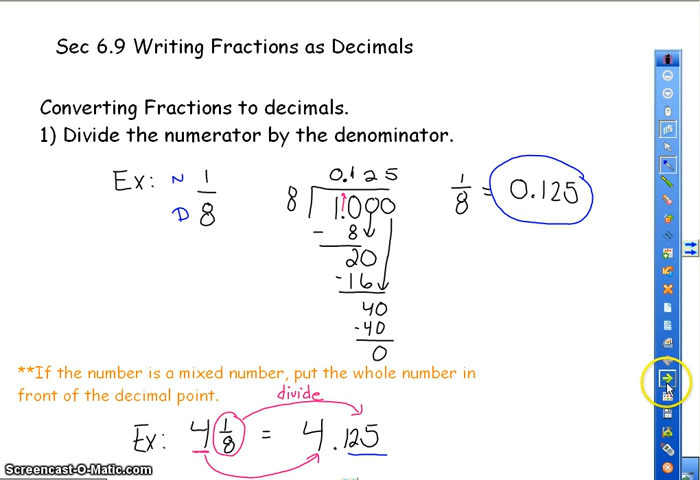 Sec 6.9 Writing Fractions as Decimals
Converting Fractions to decimals.
1) Divide the numerator by the denominator.
Ex: N 1
D 8
0.125
8 1.000
- 8
20
-16
40
-40
0
1/8 = 0.125
**If the number is a mixed number, put the whole number in
front of the decimal point.
divide
Ex: 4 1/8 = 4.125
Screencast-O-Matic.com